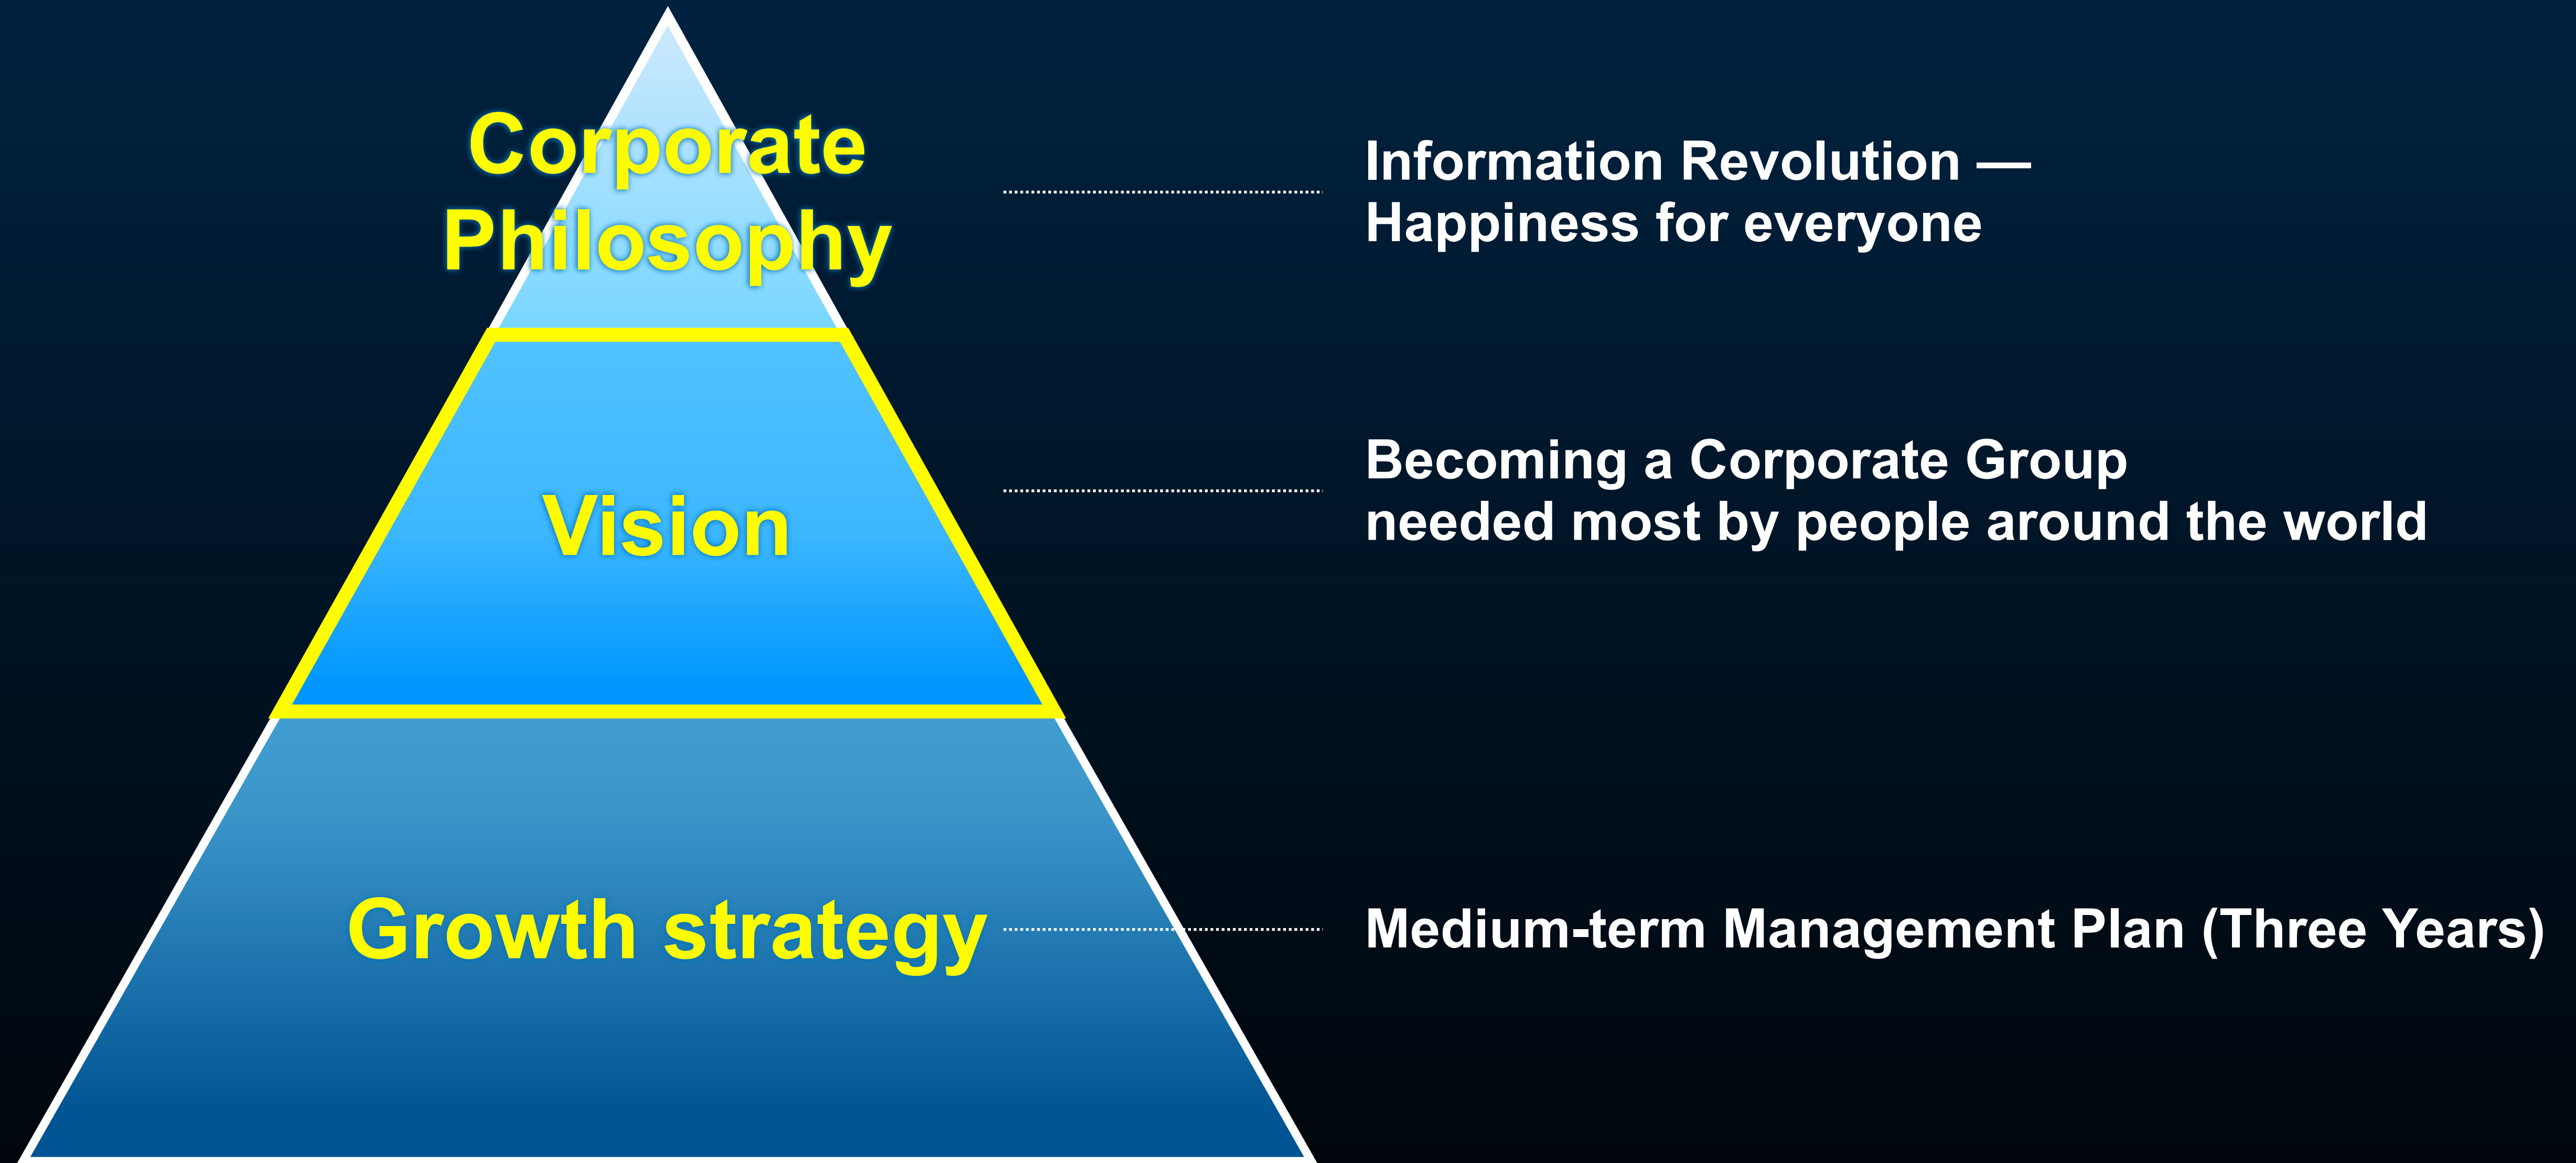 Corporate
Philosophy
Information Revolution —
Happiness for everyone
Vision
Becoming a Corporate Group
needed most by people around the world
Growth strategy
Medium-term Management Plan (Three Years)